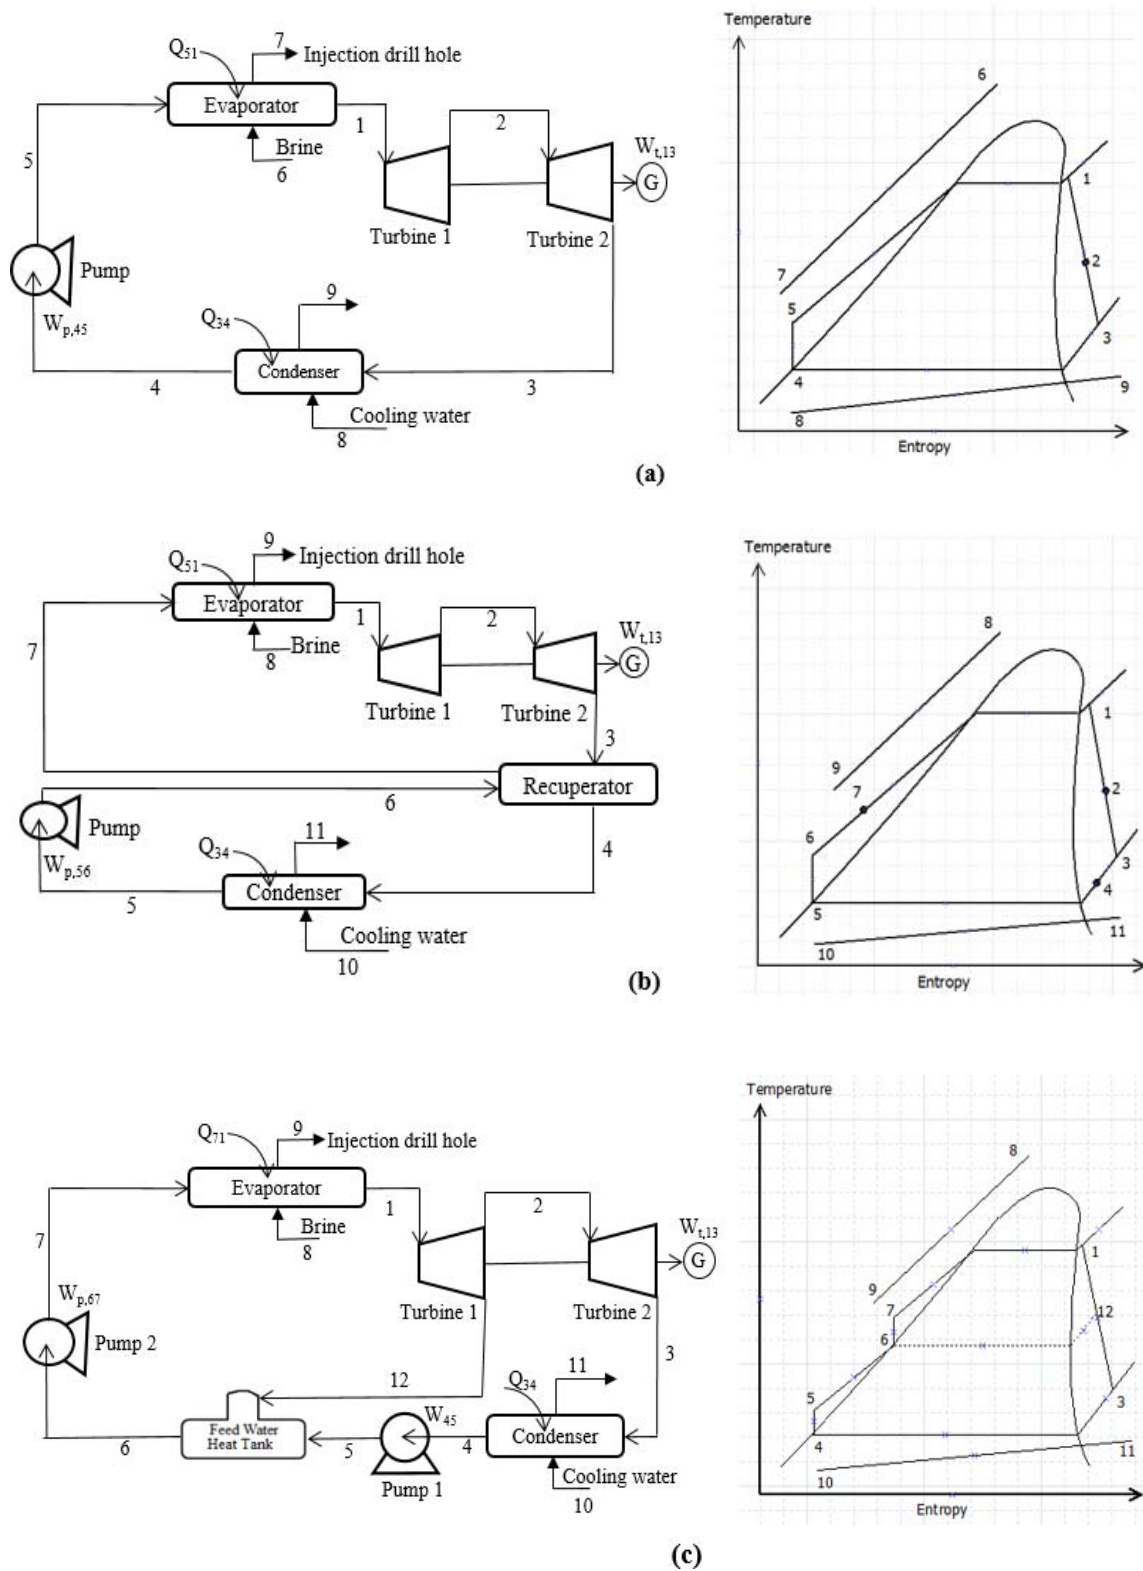 Q51
7
Injection drill hole
Evaporator
1
2
5
Brine
6
Wt,13
G
Turbine 1
Turbine 2
Pump
Wp,45
9
Q34
Condenser
4
3
Cooling water
8
Temperature
6
1
7
2
5
3
4
9
8
Entropy
(a)
9
Q51
Injection drill hole
Evaporator
1
2
7
Brine
8
Wt,13
G
Turbine 1
Turbine 2
3
Recuperator
6
Pump
11
Q34
4
Wp,56
Condenser
5
Cooling water
10
Temperature
8
1
9
7
2
6
3
4
5
11
10
Entropy
(b)
9
Q71
Injection drill hole
Evaporator
1
2
7
Brine
8
Wt,13
G
Turbine 1
Turbine 2
Wp,67
Pump 2
3
11
12
Q34
W45
Feed Water
Heat Tank
Condenser
6
5
4
Pump 1
Cooling water
10
Temperature
8
1
9
7
12
6
5
3
4
11
10
Entropy
(c)